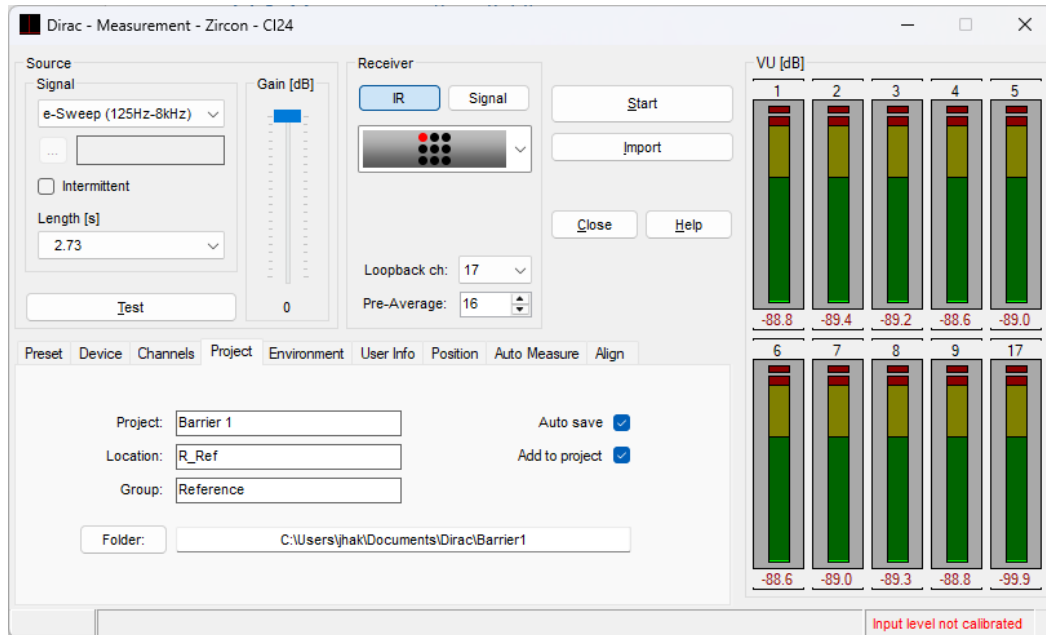 Dirac - Measurement - Zircon - CI24
Source
Signal
e-Sweep (125Hz-8kHz)
...
Intermittent
Length [s]
2.73
Test
Gain [dB]
0
Receiver
IR
Signal
Loopback ch:
17
Pre-Average:
16
Start
Import
Close
Help
VU [dB]
1 2 3 4 5
-88.8 -89.4 -89.2 -88.6 -89.0
6 7 8 9 17
-88.6 -89.0 -89.3 -88.8 -99.9
Preset Device Channels Project Environment User Info Position Auto Measure Align
Project: Barrier 1
Auto save
Location: R_Ref
Add to project
Group: Reference
Folder: C:\Users\jhak\Documents\Dirac\Barrier1
Input level not calibrated